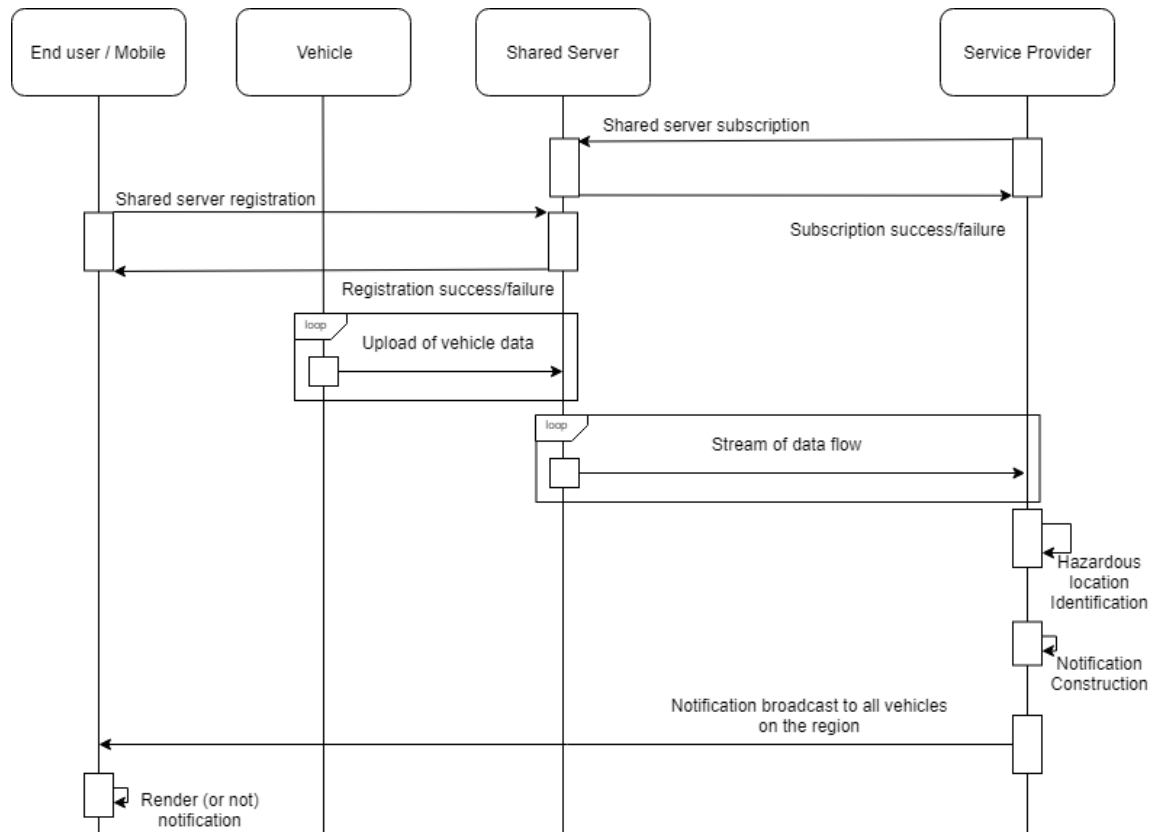 End user / Mobile
Vehicle
Shared Server
Service Provider
Shared server subscription
Shared server registration
Subscription success/failure
Registration success/failure
loop
Upload of vehicle data
loop
Stream of data flow
Hazardous
location
Identification
Notification
Construction
Notification broadcast to all vehicles
on the region
Render (or not)
notification